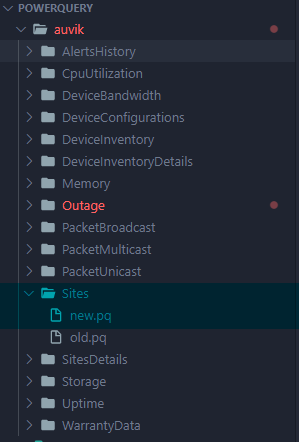 POWERQUERY
auvik
AlertsHistory
CpuUtilization
DeviceBandwidth
DeviceConfigurations
DeviceInventory
DeviceInventoryDetails
Memory
Outage
PacketBroadcast
PacketMulticast
PacketUnicast
Sites
new.pq
old.pq
SitesDetails
Storage
Uptime
WarrantyData